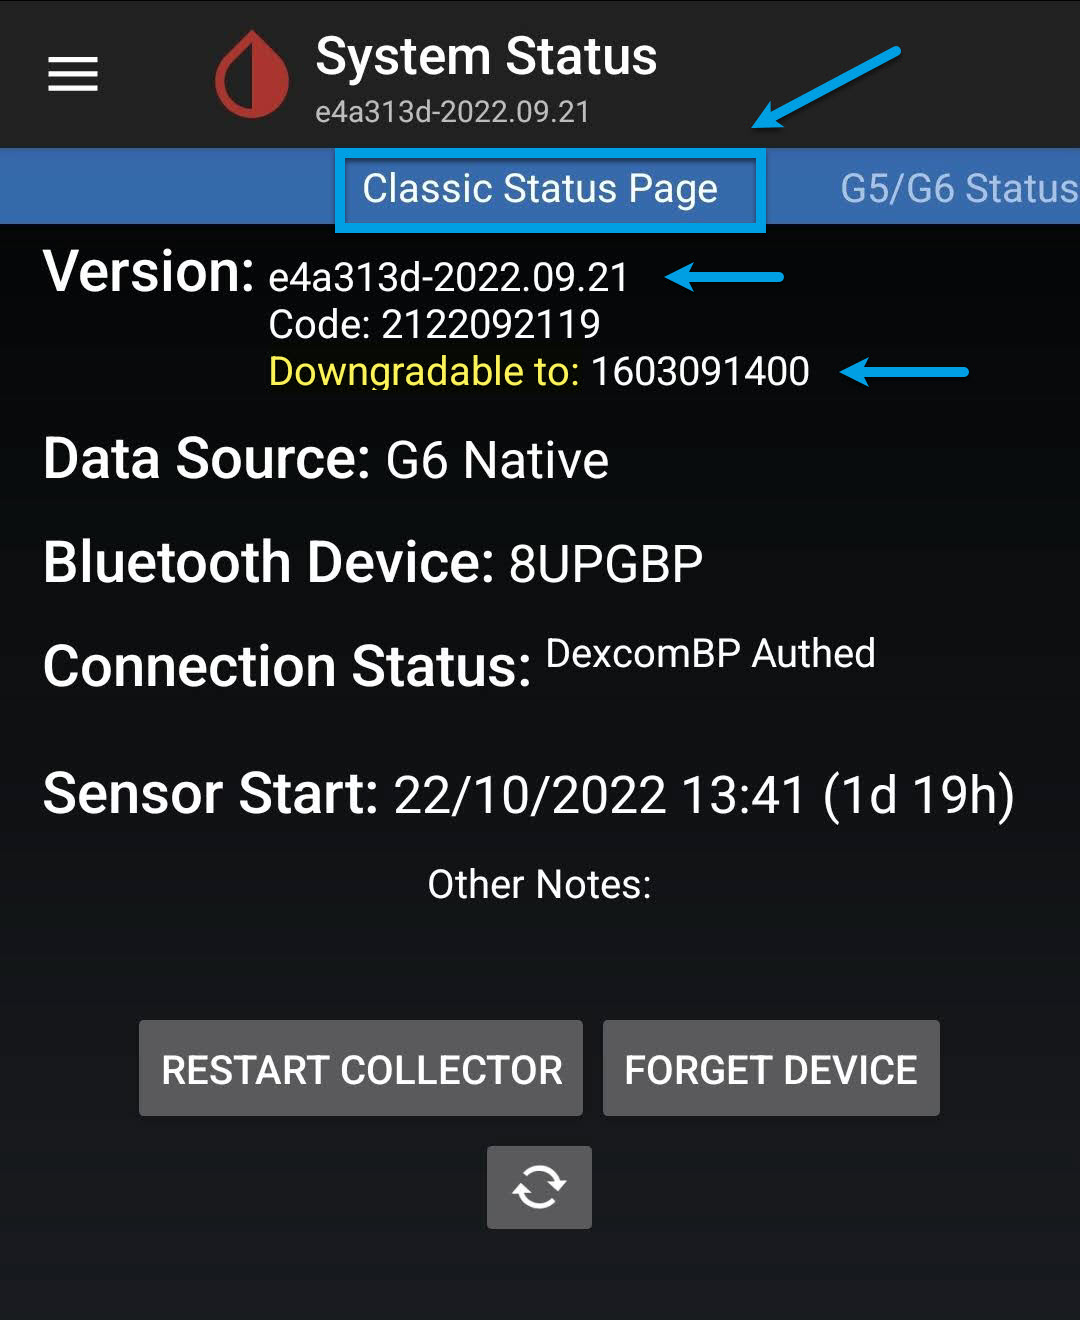 System Status
e4a313d-2022.09.21
Classic Status Page G5/G6 Status
Version: e4a313d-2022.09.21
Code: 2122092119
Downgradable to: 1603091400
Data Source: G6 Native
Bluetooth Device: 8UPGBP
Connection Status: DexcomBP Authed
Sensor Start: 22/10/2022 13:41 (1d 19h)
Other Notes:
RESTART COLLECTOR FORGET DEVICE